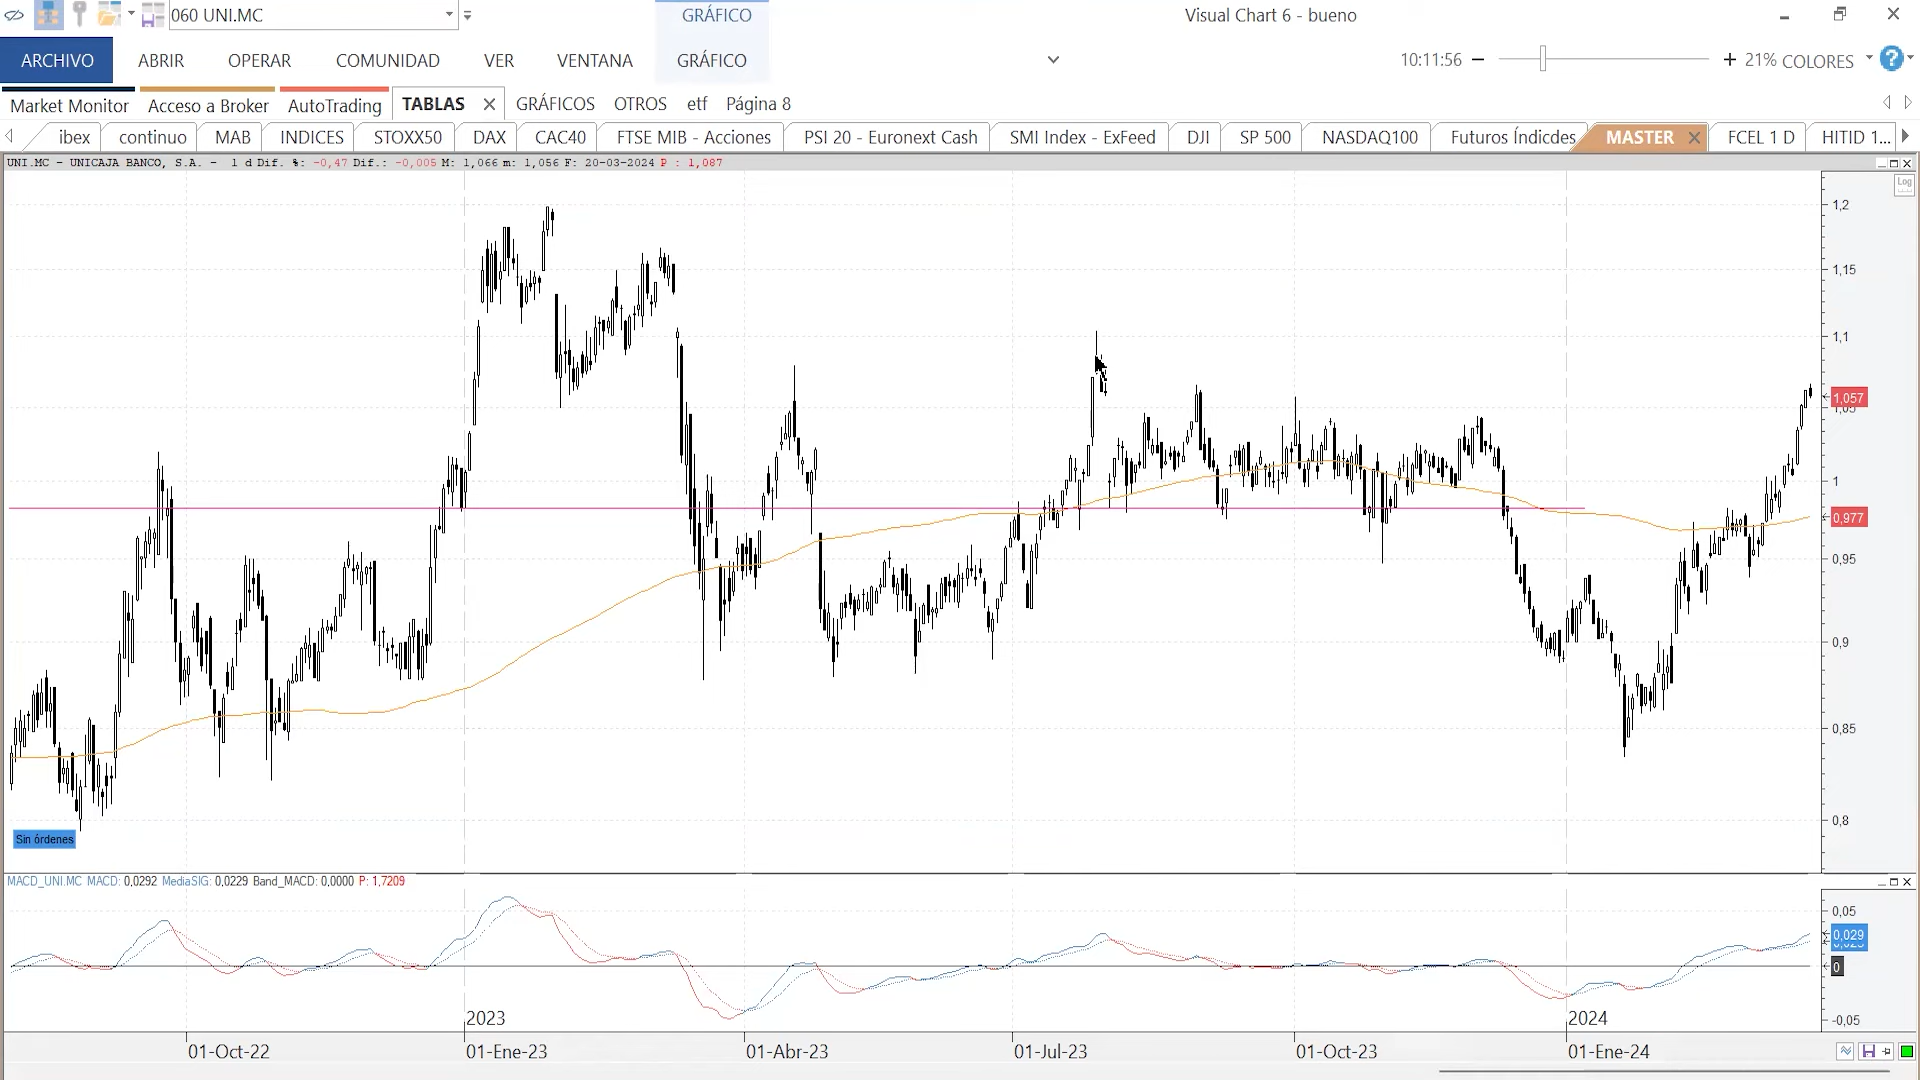 060 UNI.MC
GRÁFICO
Visual Chart 6 - bueno
ARCHIVO ABRIR OPERAR COMUNIDAD VER VENTANA GRÁFICO
10:11:56
21% COLORES
Market Monitor Acceso a Broker AutoTrading TABLAS GRÁFICOS OTROS etf Página 8
ibex continuo MAB INDICES STOXX50 DAX CAC40 FTSE MIB - Acciones PSI 20 - Euronext Cash SMI Index - ExFeed DJI SP 500 NASDAQ100 Futuros Índicdes MASTER FCEL 1 D HITID 1...
UNI.MC - UNICAJA BANCO, S.A. - 1 d Dif. %: -0,47 Dif.: -0,005 M: 1,066 m: 1,056 F: 20-03-2024 P : 1,087
Log
1,2
1,15
1,1
1,057
1,05
1
0,977
0,95
0,9
0,85
0,8
Sin órdenes
MACD_UNI.MC MACD: 0,0292 MediaSIG: 0,0229 Band_MACD: 0,0000 P: 1,7209
0,05
0,029
0
-0,05
2023
2024
01-Oct-22
01-Ene-23
01-Abr-23
01-Jul-23
01-Oct-23
01-Ene-24